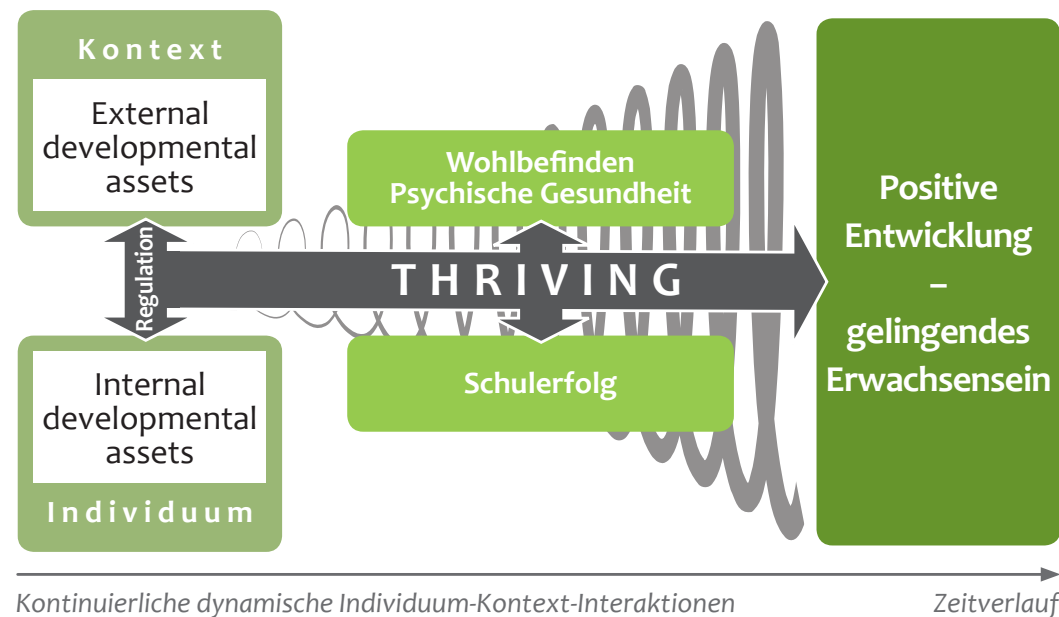 Kontext
External
developmental
assets
Regulation
Internal
developmental
assets
Individuum
Wohlbefinden
Psychische Gesundheit
THRIVING
Schulerfolg
Positive
Entwicklung
–
gelingendes
Erwachsensein
Kontinuierliche dynamische Individuum-Kontext-Interaktionen
Zeitverlauf